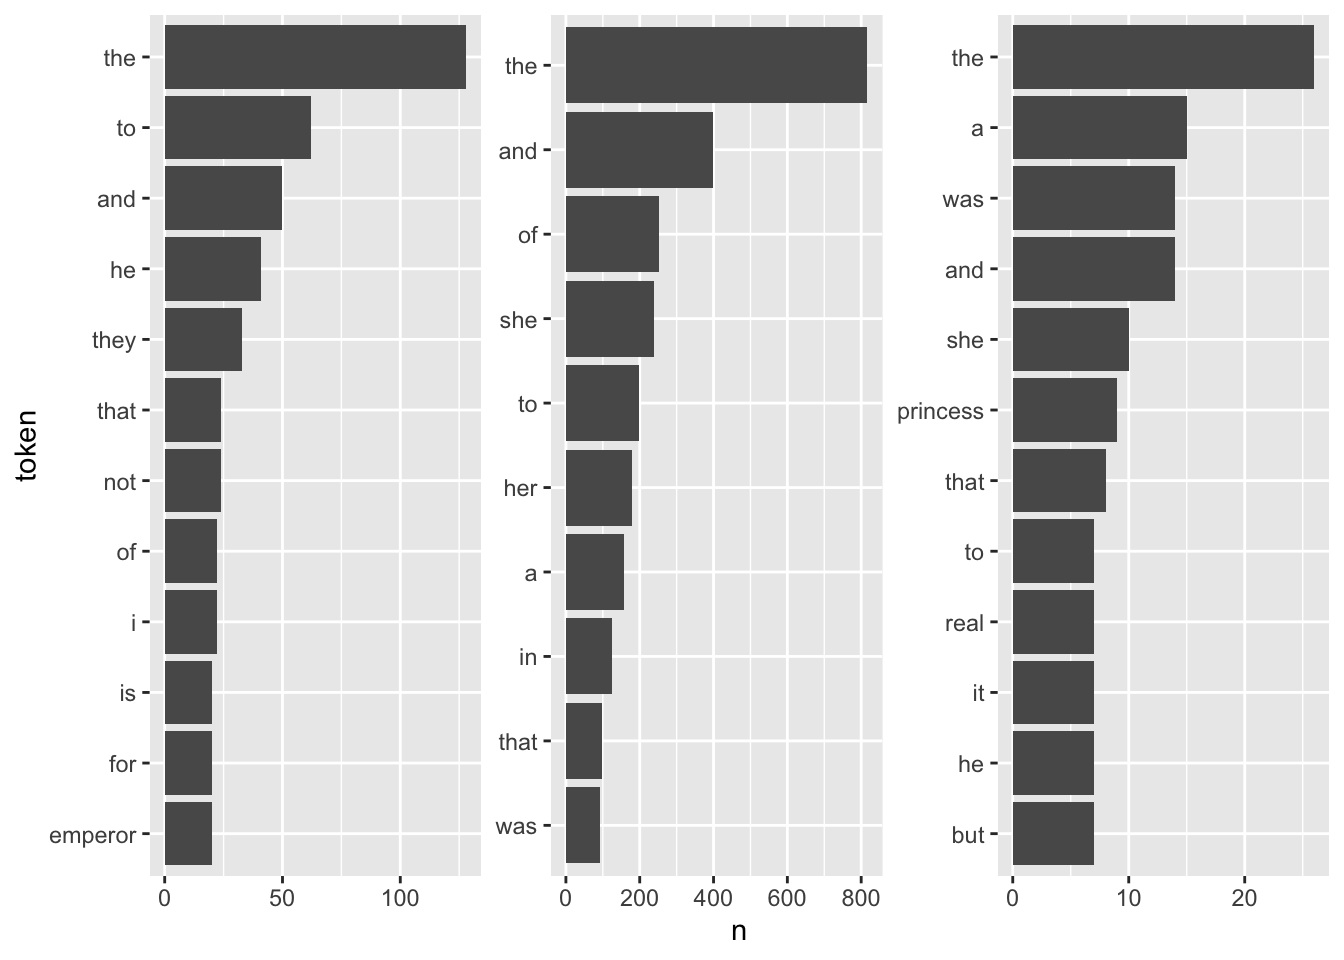 token
the
to
and
he
they
that
not
of
i
is
for
emperor
0 50 100
the
and
of
she
to
her
a
in
that
was
0 200 400 600 800
the
a
was
and
she
princess
that
to
real
it
he
but
0 10 20
n